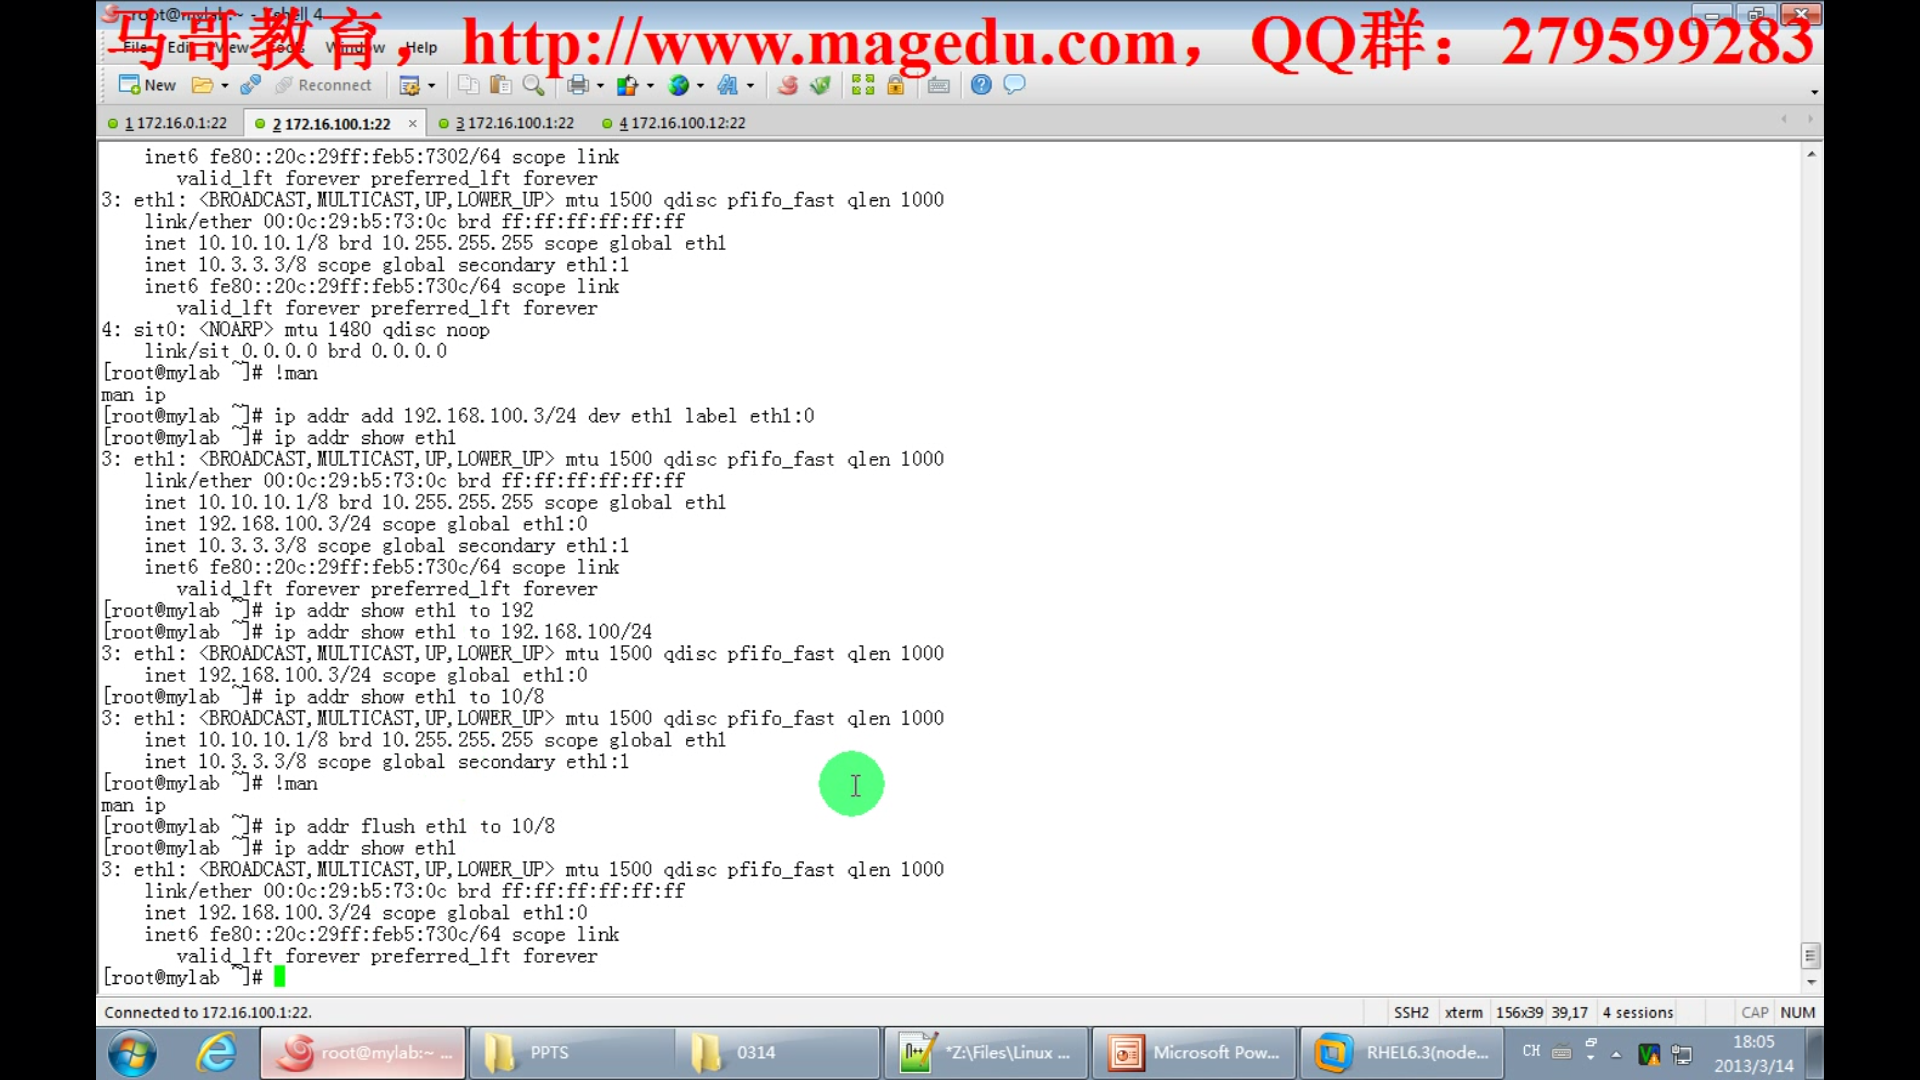 root@mylab:~ - Xshell 4
马哥教育，http://www.magedu.com，QQ群：279599283
File Edit View Tools Window Help
New Reconnect
1 172.16.0.1:22 2 172.16.100.1:22 × 3 172.16.100.1:22 4 172.16.100.12:22
inet6 fe80::20c:29ff:feb5:7302/64 scope link
valid_lft forever preferred_lft forever
3: eth1: <BROADCAST,MULTICAST,UP,LOWER_UP> mtu 1500 qdisc pfifo_fast qlen 1000
link/ether 00:0c:29:b5:73:0c brd ff:ff:ff:ff:ff:ff
inet 10.10.10.1/8 brd 10.255.255.255 scope global eth1
inet 10.3.3.3/8 scope global secondary eth1:1
inet6 fe80::20c:29ff:feb5:730c/64 scope link
valid_lft forever preferred_lft forever
4: sit0: <NOARP> mtu 1480 qdisc noop
link/sit 0.0.0.0 brd 0.0.0.0
[root@mylab ~]# !man
man ip
[root@mylab ~]# ip addr add 192.168.100.3/24 dev eth1 label eth1:0
[root@mylab ~]# ip addr show eth1
3: eth1: <BROADCAST,MULTICAST,UP,LOWER_UP> mtu 1500 qdisc pfifo_fast qlen 1000
link/ether 00:0c:29:b5:73:0c brd ff:ff:ff:ff:ff:ff
inet 10.10.10.1/8 brd 10.255.255.255 scope global eth1
inet 192.168.100.3/24 scope global eth1:0
inet 10.3.3.3/8 scope global secondary eth1:1
inet6 fe80::20c:29ff:feb5:730c/64 scope link
valid_lft forever preferred_lft forever
[root@mylab ~]# ip addr show eth1 to 192
[root@mylab ~]# ip addr show eth1 to 192.168.100/24
3: eth1: <BROADCAST,MULTICAST,UP,LOWER_UP> mtu 1500 qdisc pfifo_fast qlen 1000
inet 192.168.100.3/24 scope global eth1:0
[root@mylab ~]# ip addr show eth1 to 10/8
3: eth1: <BROADCAST,MULTICAST,UP,LOWER_UP> mtu 1500 qdisc pfifo_fast qlen 1000
inet 10.10.10.1/8 brd 10.255.255.255 scope global eth1
inet 10.3.3.3/8 scope global secondary eth1:1
[root@mylab ~]# !man
man ip
[root@mylab ~]# ip addr flush eth1 to 10/8
[root@mylab ~]# ip addr show eth1
3: eth1: <BROADCAST,MULTICAST,UP,LOWER_UP> mtu 1500 qdisc pfifo_fast qlen 1000
link/ether 00:0c:29:b5:73:0c brd ff:ff:ff:ff:ff:ff
inet 192.168.100.3/24 scope global eth1:0
inet6 fe80::20c:29ff:feb5:730c/64 scope link
valid_lft forever preferred_lft forever
[root@mylab ~]#
Connected to 172.16.100.1:22. SSH2 xterm 156x39 39,17 4 sessions CAP NUM
root@mylab:~ ... PPTS 0314 *Z:\Files\Linux ... Microsoft Pow... RHEL6.3(node... CH 18:05
2013/3/14